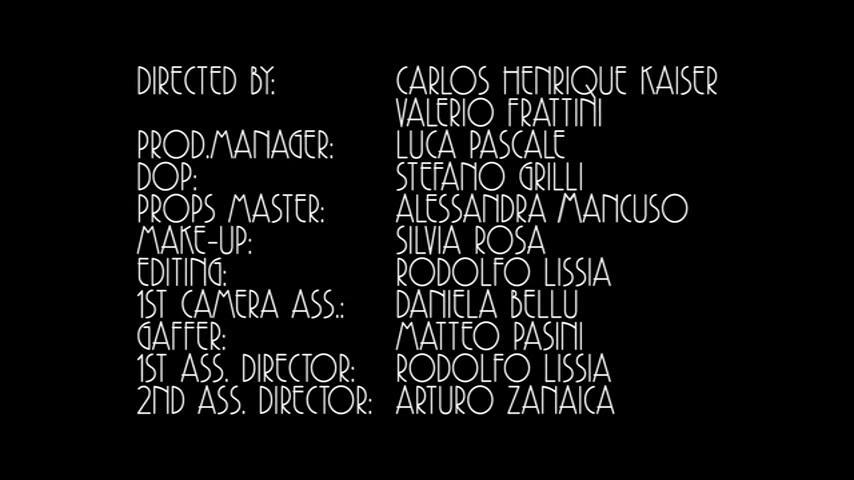 DIRECTED BY: CARLOS HENRIQUE KAISER
VALERIO FRATTINI
PROD.MANAGER: LUCA PASCALE
DOP: STEFANO GRILLI
PROPS MASTER: ALESSANDRA MANCUSO
MAKE-UP: SILVIA ROSA
EDITING: RODOLFO LISSIA
1ST CAMERA ASS.: DANIELA BELLU
GAFFER: MATTEO PASINI
1ST ASS. DIRECTOR: RODOLFO LISSIA
2ND ASS. DIRECTOR: ARTURO ZANAICA